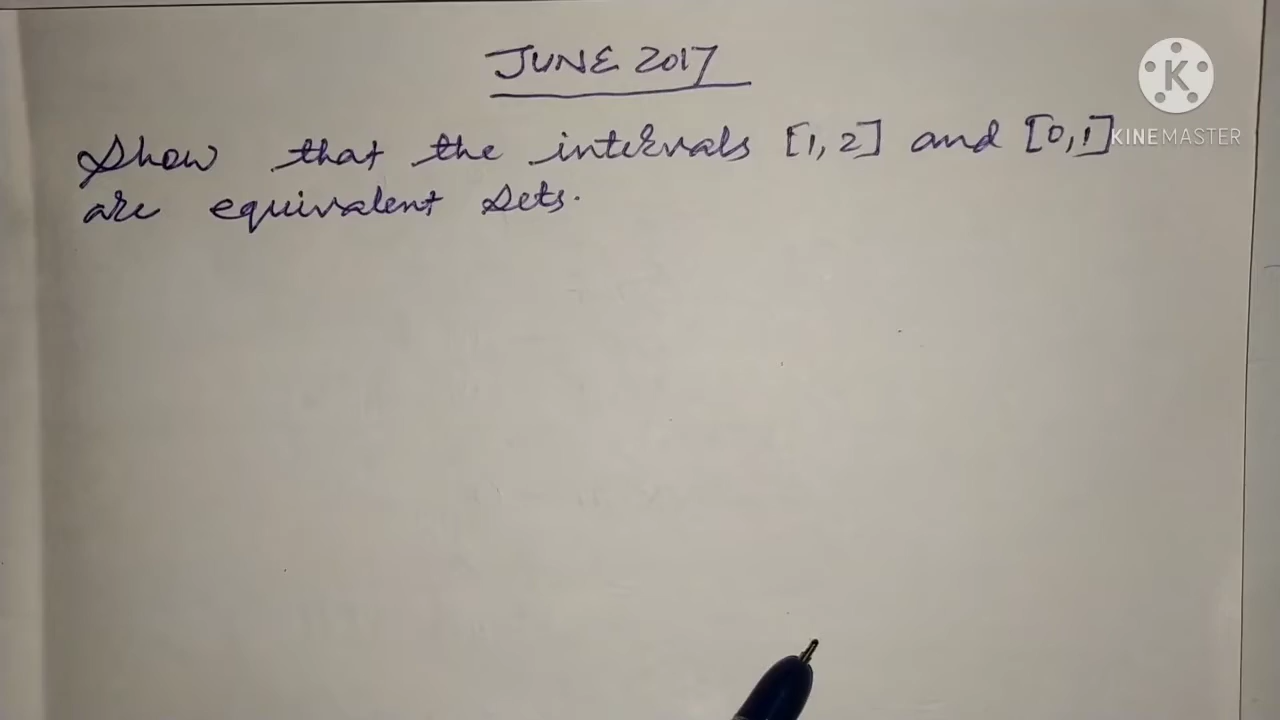 JUNE 2017
Show that the intervals [1, 2] and [0,1]
are equivalent sets.
K
KINEMASTER